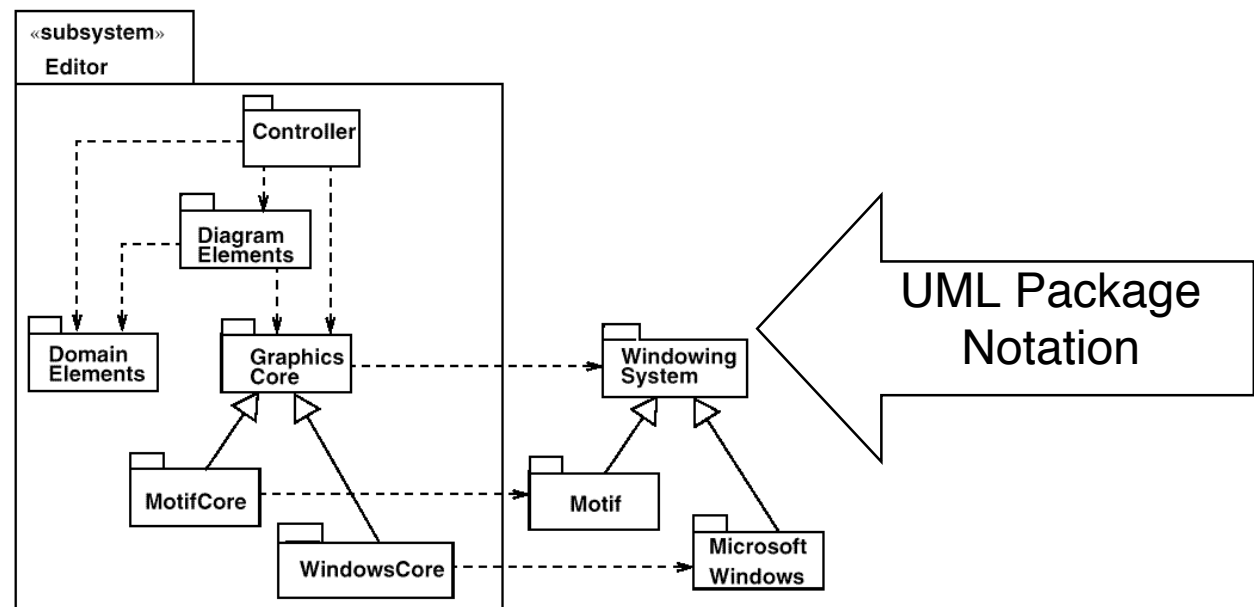 «subsystem»
Editor
Controller
Diagram
Elements
Domain
Elements
Graphics
Core
Windowing
System
UML Package
Notation
MotifCore
Motif
WindowsCore
Microsoft
Windows